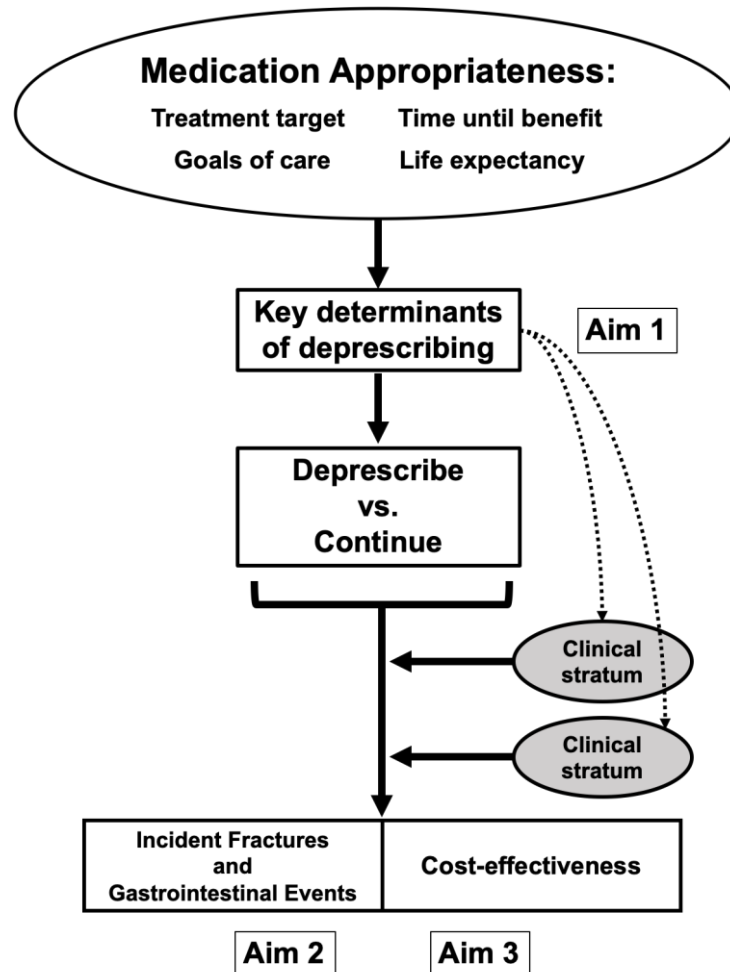 Medication Appropriateness:
Treatment target Time until benefit
Goals of care Life expectancy
Key determinants
of deprescribing
Aim 1
Deprescribe
vs.
Continue
Clinical
stratum
Clinical
stratum
Incident Fractures
and
Gastrointestinal Events
Cost-effectiveness
Aim 2
Aim 3